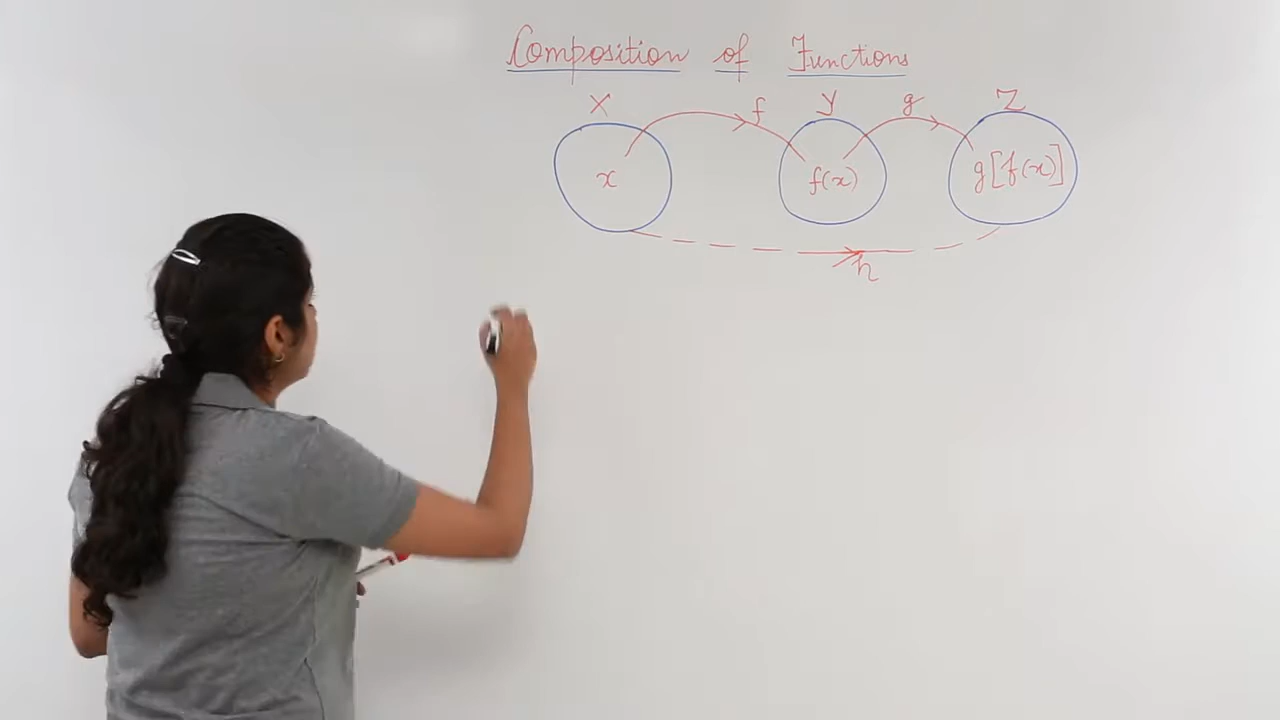 Composition of Functions
X f Y g Z
x f(x) g[f(x)]
h